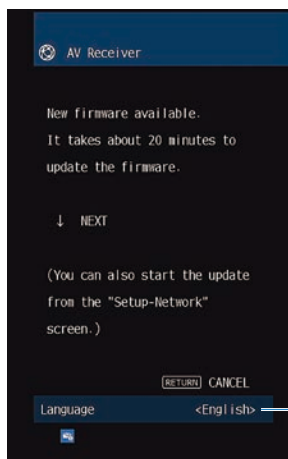 AV Receiver
New firmware available.
It takes about 20 minutes to
update the firmware.
↓ NEXT
(You can also start the update
from the "Setup-Network"
screen.)
RETURN CANCEL
Language <English>